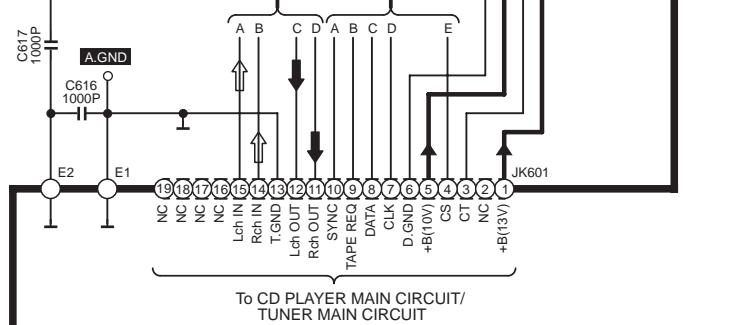 A B C D A B C D E
C617
1000P
A.GND
C616
1000P
E2
E1
19 18 17 16 15 14 13 12 11 10 9 8 7 6 5 4 3 2 1
JK601
NC
NC
NC
NC
Lch IN
Rch IN
T.GND
Lch OUT
Rch OUT
SYNC
TAPE REQ
DATA
CLK
D.GND
+B(10V)
CS
CT
NC
+B(13V)
To CD PLAYER MAIN CIRCUIT/
TUNER MAIN CIRCUIT